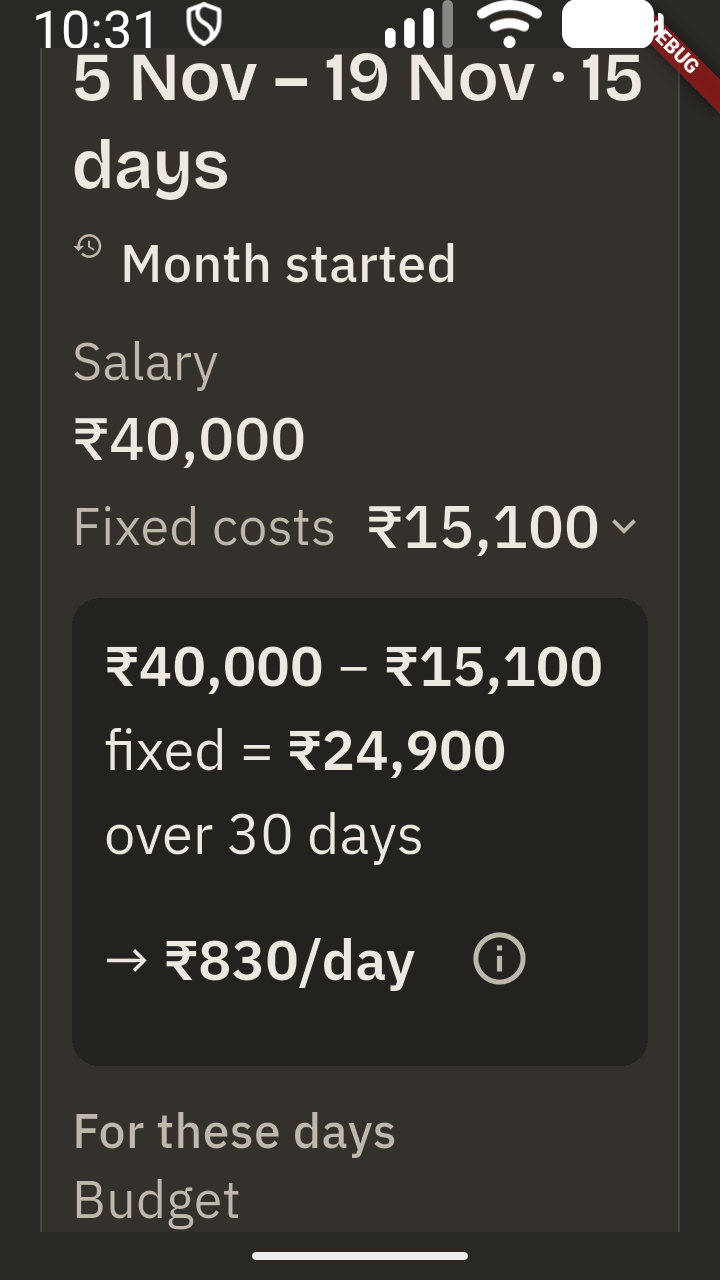 10:31
DEBUG
5 Nov – 19 Nov · 15
days
Month started
Salary
₹40,000
Fixed costs ₹15,100
₹40,000 – ₹15,100
fixed = ₹24,900
over 30 days
→ ₹830/day
For these days
Budget